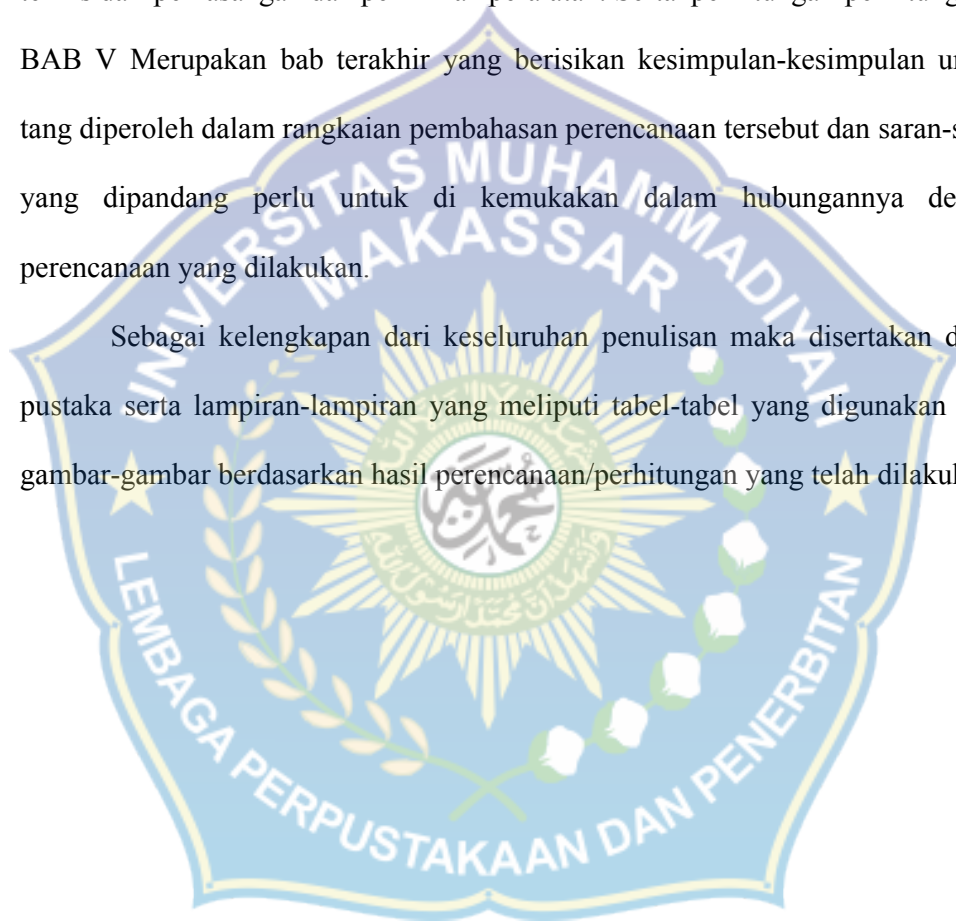 BAB V Merupakan bab terakhir yang berisikan kesimpulan-kesimpulan un
tang diperoleh dalam rangkaian pembahasan perencanaan tersebut dan saran-s
yang dipandang perlu untuk di kemukakan dalam hubungannya de
perencanaan yang dilakukan.
Sebagai kelengkapan dari keseluruhan penulisan maka disertakan d
pustaka serta lampiran-lampiran yang meliputi tabel-tabel yang digunakan
gambar-gambar berdasarkan hasil perencanaan/perhitungan yang telah
UNIVERSITAS MUHAMMADIYAH
MAKASSAR
LEMBAGA PERPUSTAKAAN DAN PENERBITAN